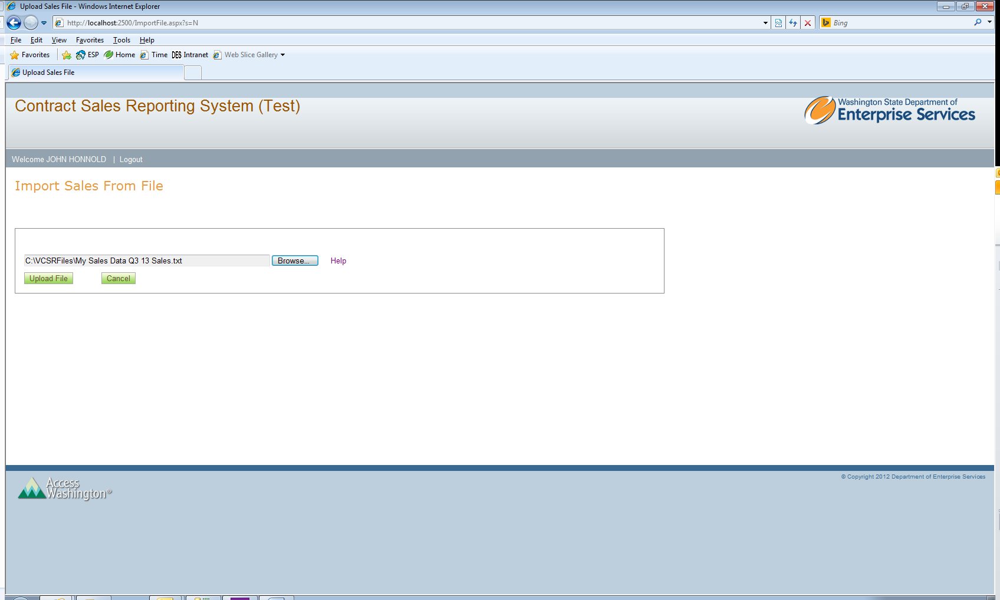 Upload Sales File - Windows Internet Explorer
http://localhost:2500/ImportFile.aspx?s=N
Bing
File Edit View Favorites Tools Help
Favorites ESP Home Time DES Intranet Web Slice Gallery
Upload Sales File
Contract Sales Reporting System (Test)
Washington State Department of
Enterprise Services
Welcome JOHN HONNOLD | Logout
Import Sales From File
C:\VCSRFiles\My Sales Data Q3 13 Sales.txt Browse... Help
Upload File Cancel
© Copyright 2012 Department of Enterprise Services
Access
Washington®